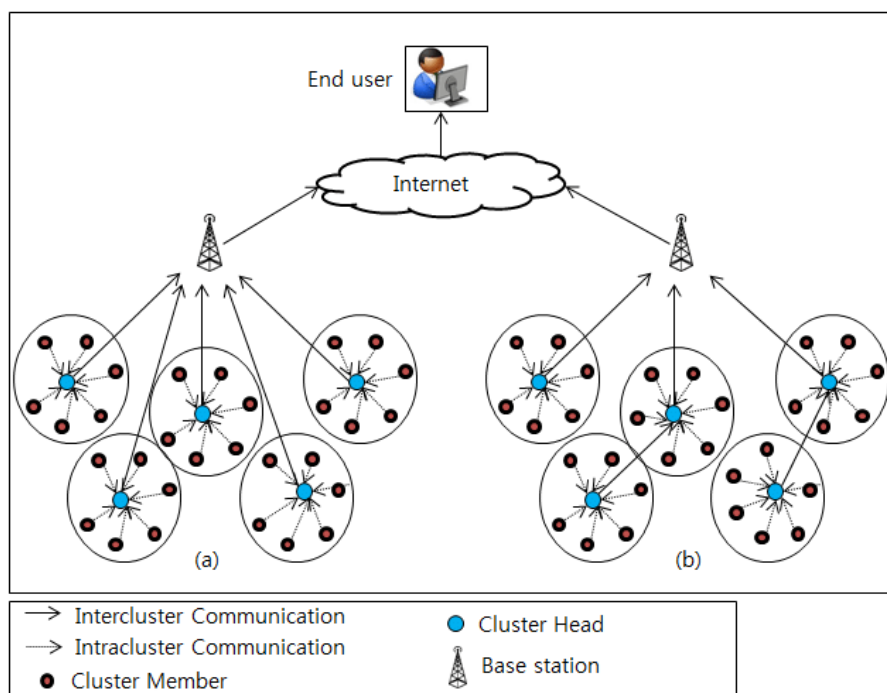 End user
Internet
(a)
(b)
Intercluster Communication
Intracluster Communication
Cluster Member
Cluster Head
Base station